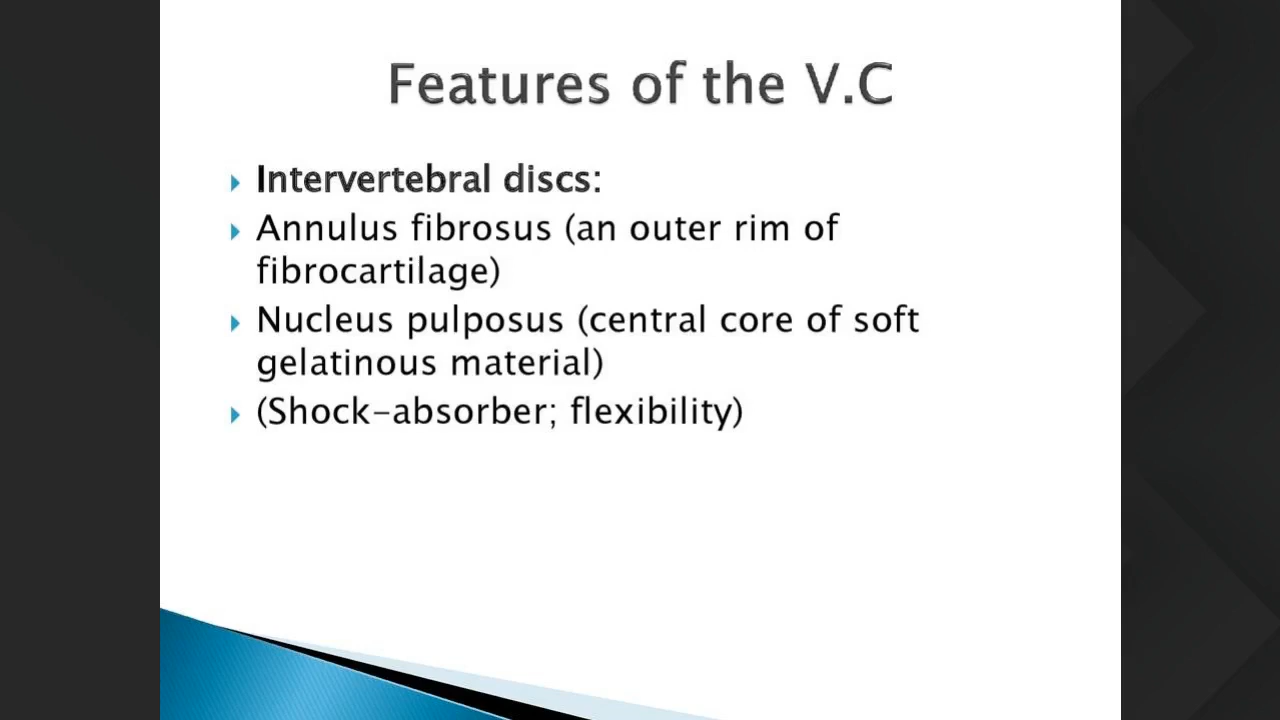 Features of the V.C
Intervertebral discs:
Annulus fibrosus (an outer rim of
fibrocartilage)
Nucleus pulposus (central core of soft
gelatinous material)
(Shock-absorber; flexibility)